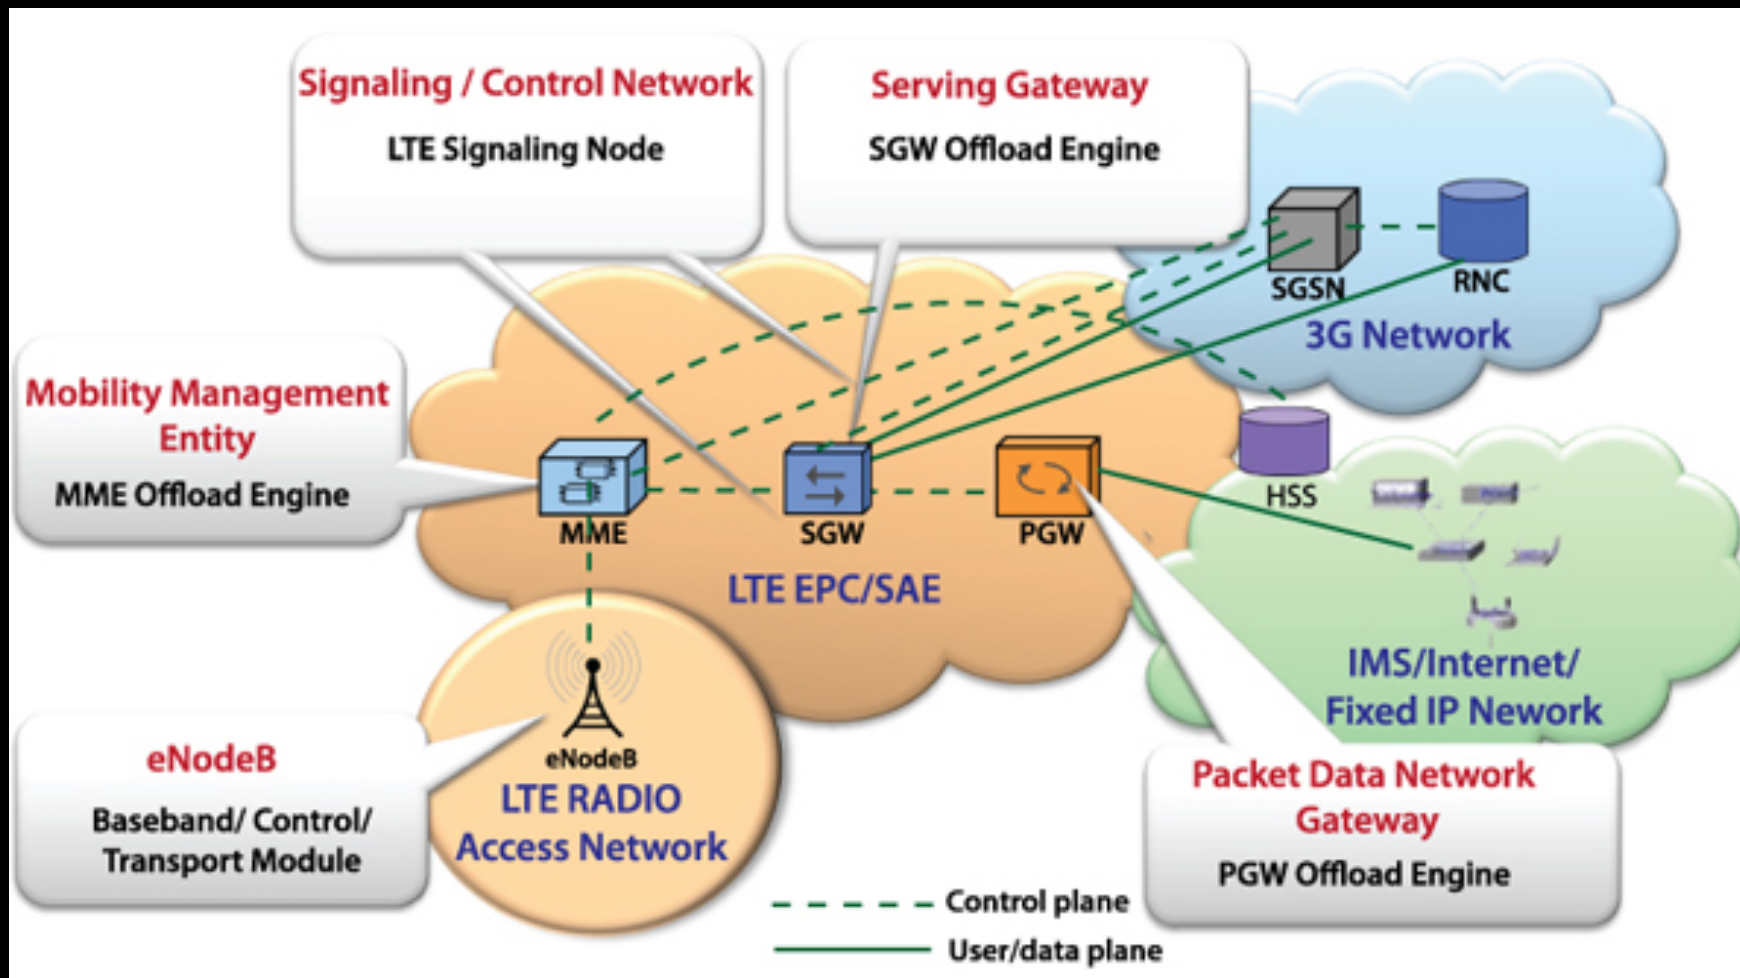 Signaling / Control Network
LTE Signaling Node
Serving Gateway
SGW Offload Engine
SGSN
RNC
3G Network
Mobility Management
Entity
MME Offload Engine
HSS
MME
SGW
PGW
LTE EPC/SAE
eNodeB
LTE RADIO
Access Network
IMS/Internet/
Fixed IP Nework
eNodeB
Baseband/ Control/
Transport Module
Packet Data Network
Gateway
PGW Offload Engine
Control plane
User/data plane